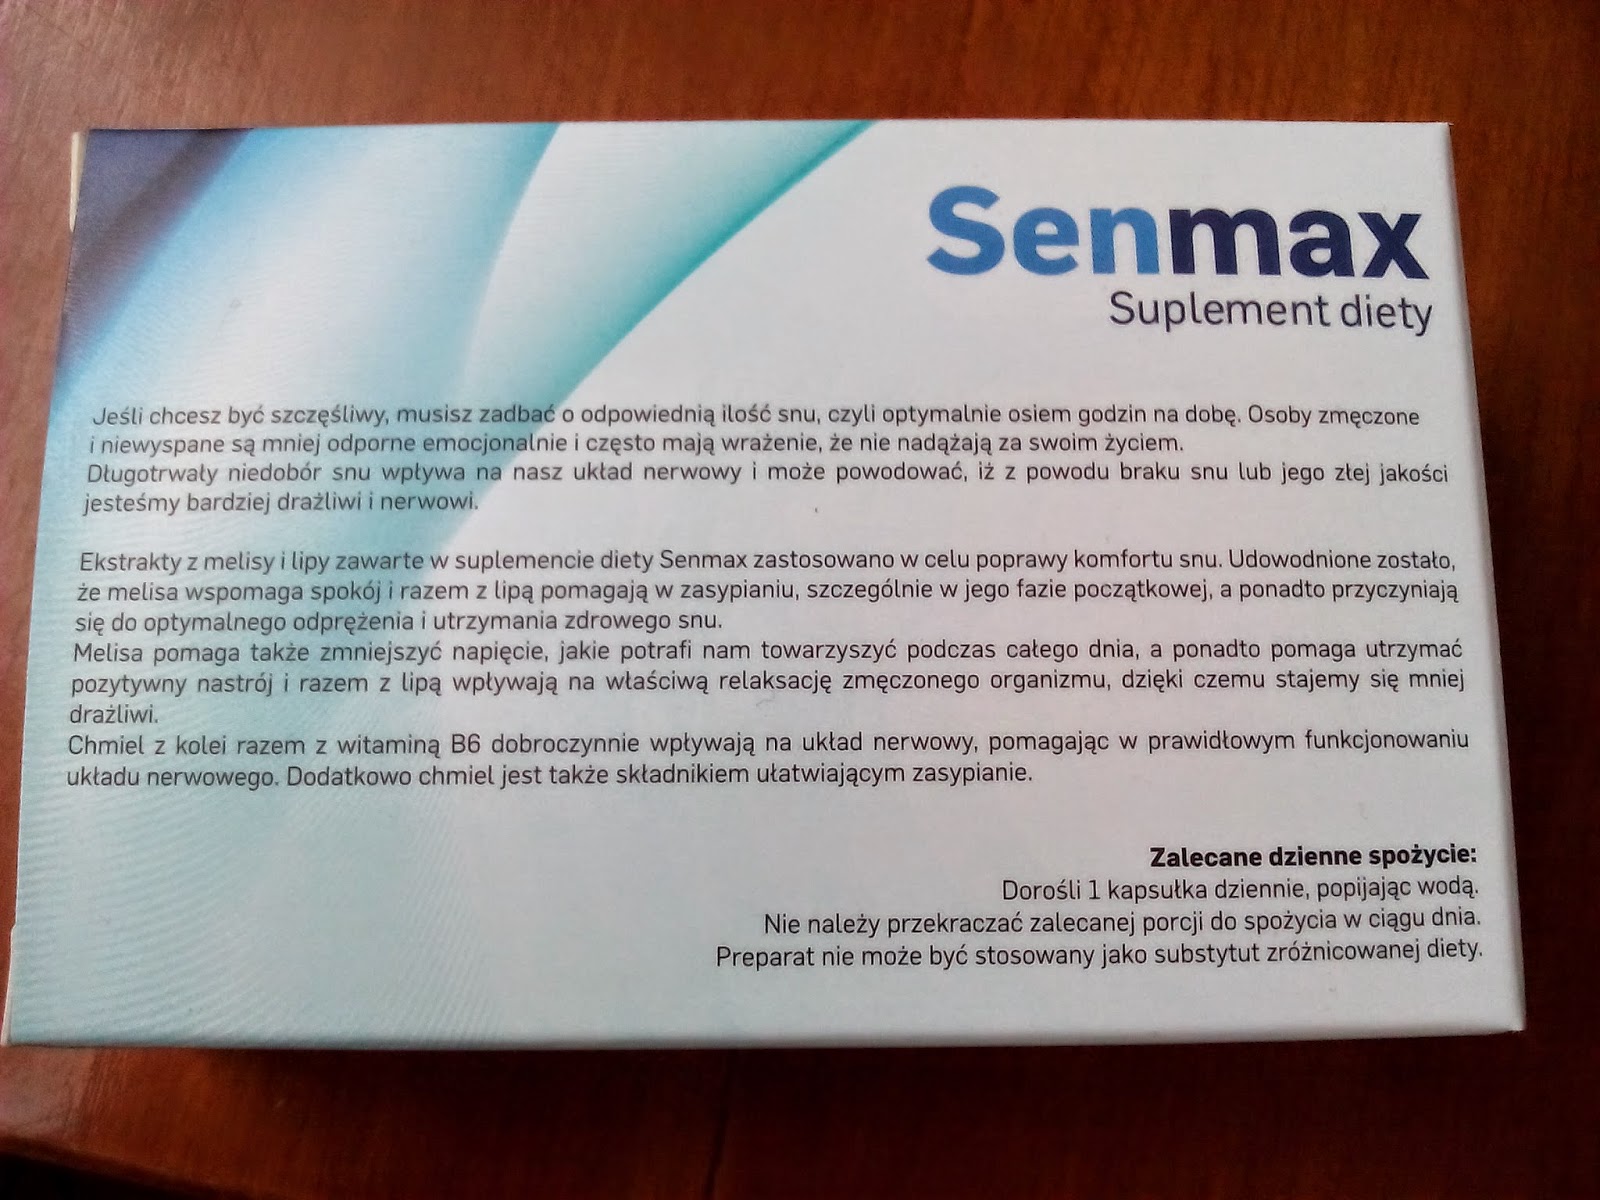 Senmax
Suplement diety
Jeśli chcesz być szczęśliwy, musisz zadbać o odpowiednią ilość snu, czyli optymalnie osiem godzin na dobę. Osoby zmęczone
i niewyspane są mniej odporne emocjonalnie i często mają wrażenie, że nie nadążają za swoim życiem.
Długotrwały niedobór snu wpływa na nasz układ nerwowy i może powodować, iż z powodu braku snu lub jego złej jakości
jesteśmy bardziej drażliwi i nerwowi.
Ekstrakty z melisy i lipy zawarte w suplemencie diety Senmax zastosowano w celu poprawy komfortu snu. Udowodnione zostało,
że melisa wspomaga spokój i razem z lipą pomagają w zasypianiu, szczególnie w jego fazie początkowej, a ponadto przyczyniają
się do optymalnego odprężenia i utrzymania zdrowego snu.
Melisa pomaga także zmniejszyć napięcie, jakie potrafi nam towarzyszyć podczas całego dnia, a ponadto pomaga utrzymać
pozytywny nastrój i razem z lipą wpływają na właściwą relaksację zmęczonego organizmu, dzięki czemu stajemy się mniej
drażliwi.
Chmiel z kolei razem z witaminą B6 dobroczynnie wpływają na układ nerwowy, pomagając w prawidłowym funkcjonowaniu
układu nerwowego. Dodatkowo chmiel jest także składnikiem ułatwiającym zasypianie.
Zalecane dzienne spożycie:
Dorośli 1 kapsułka dziennie, popijając wodą.
Nie należy przekraczać zalecanej porcji do spożycia w ciągu dnia.
Preparat nie może być stosowany jako substytut zróżnicowanej diety.